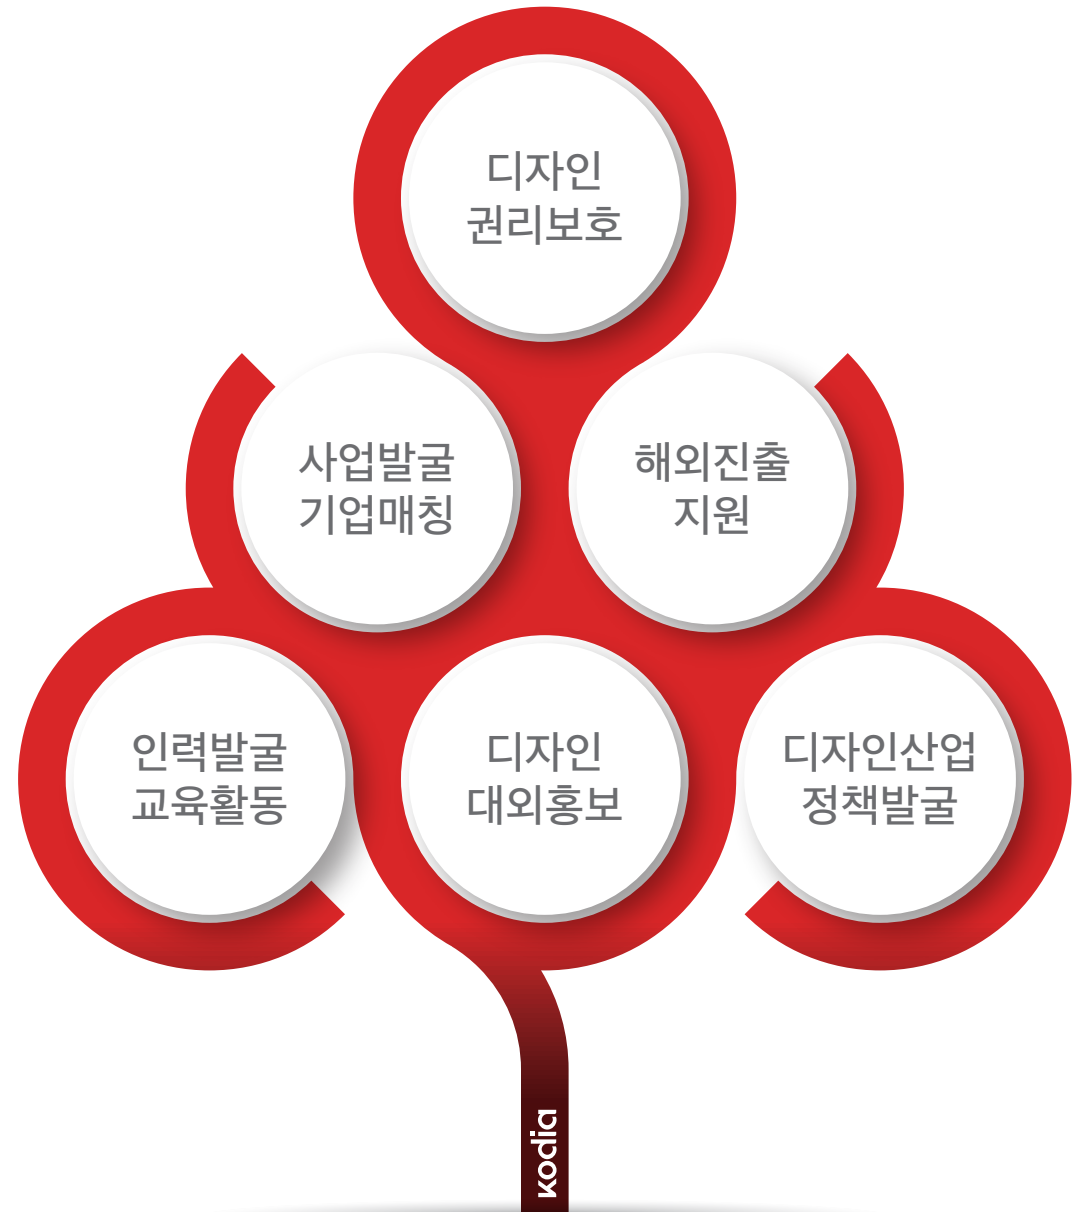 디자인
권리보호
사업발굴
기업매칭
해외진출
지원
인력발굴
교육활동
디자인
대외홍보
디자인산업
정책발굴
kodia